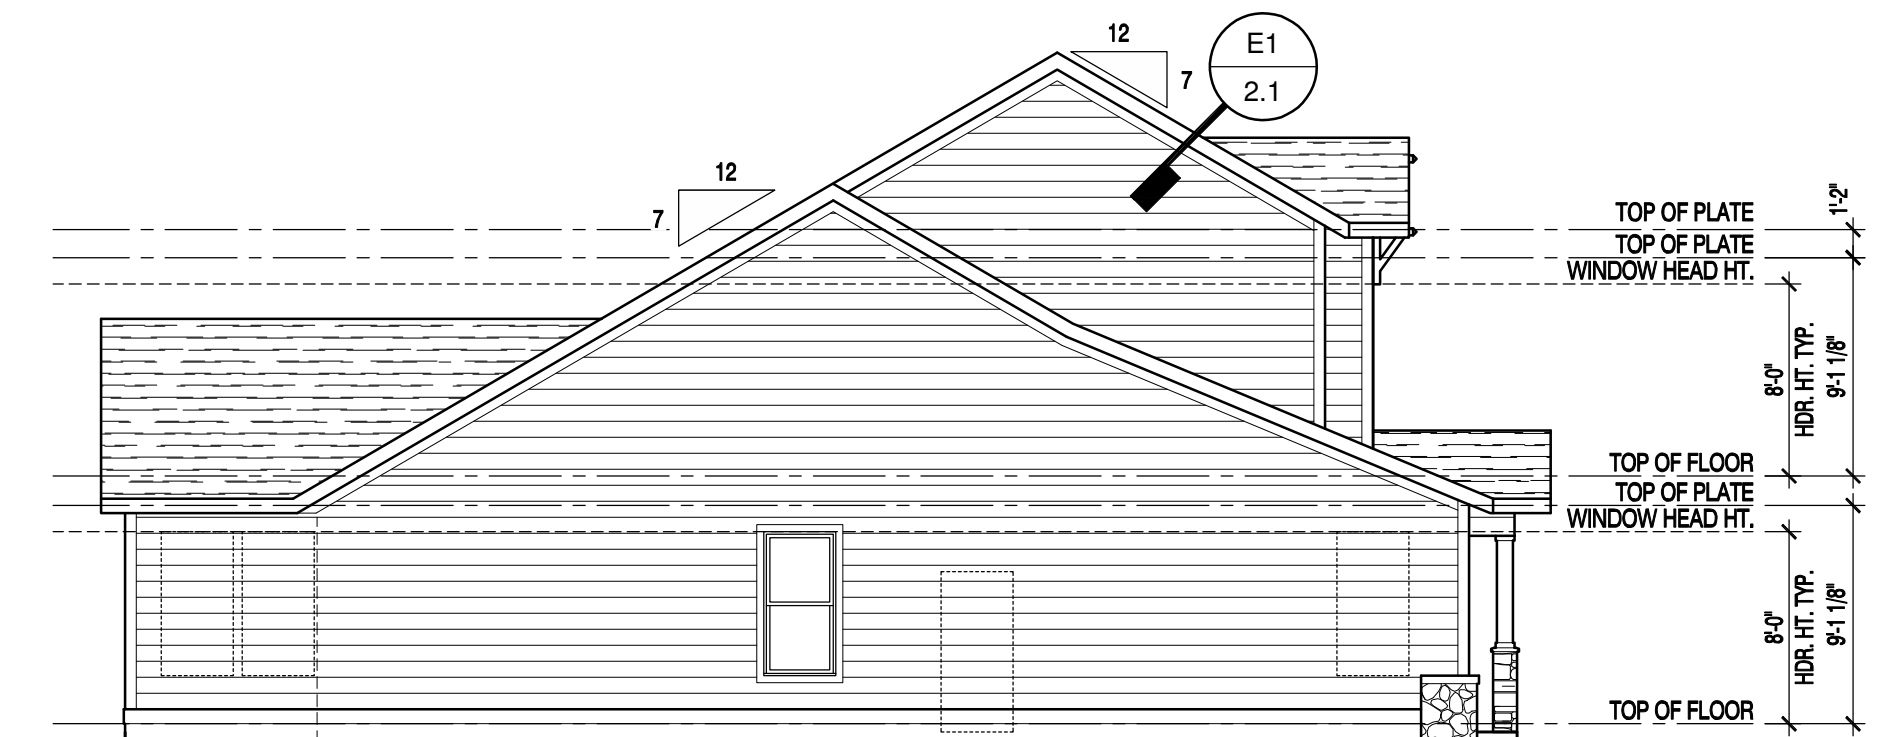 12
7
E1
2.1
12
7
TOP OF PLATE
1'-2"
TOP OF PLATE
WINDOW HEAD HT.
8'-0"
HDR. HT. TYP.
9'-1 1/8"
TOP OF FLOOR
TOP OF PLATE
WINDOW HEAD HT.
8'-0"
HDR. HT. TYP.
9'-1 1/8"
TOP OF FLOOR